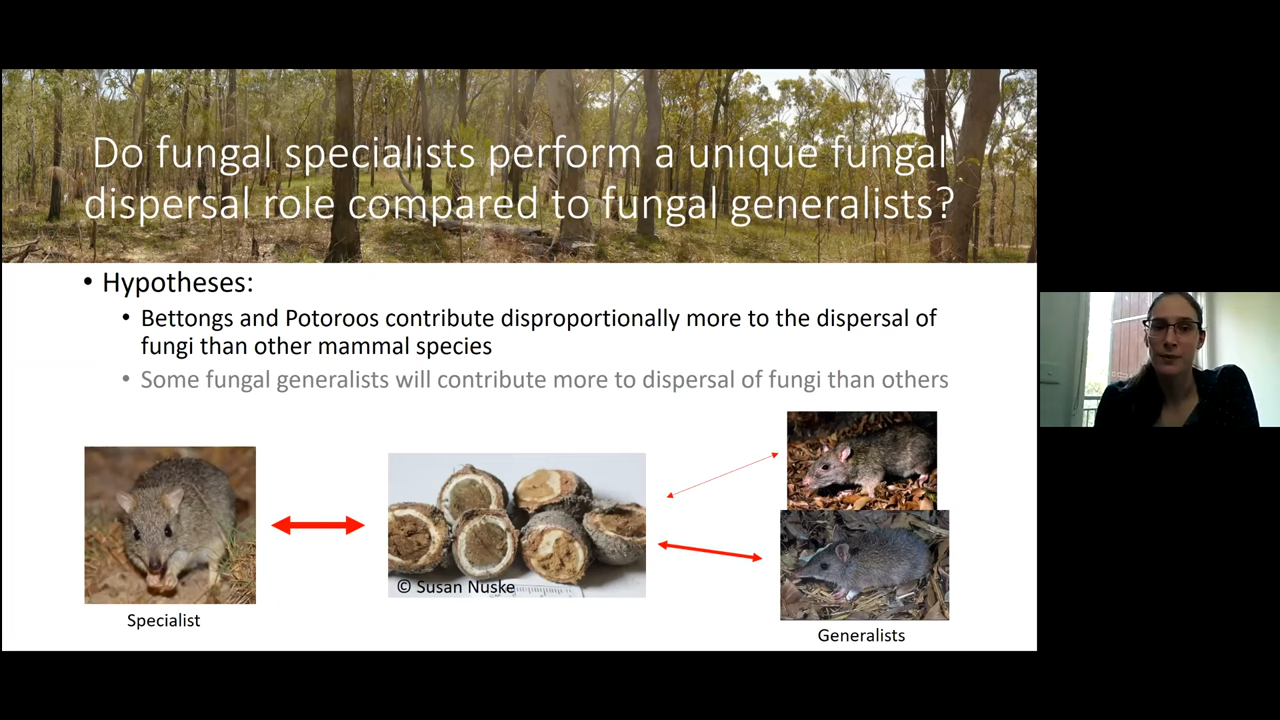 Do fungal specialists perform a unique fungal
dispersal role compared to fungal generalists?
• Hypotheses:
• Bettongs and Potoroos contribute disproportionally more to the dispersal of
fungi than other mammal species
• Some fungal generalists will contribute more to dispersal of fungi than others
© Susan Nuske
Specialist
Generalists